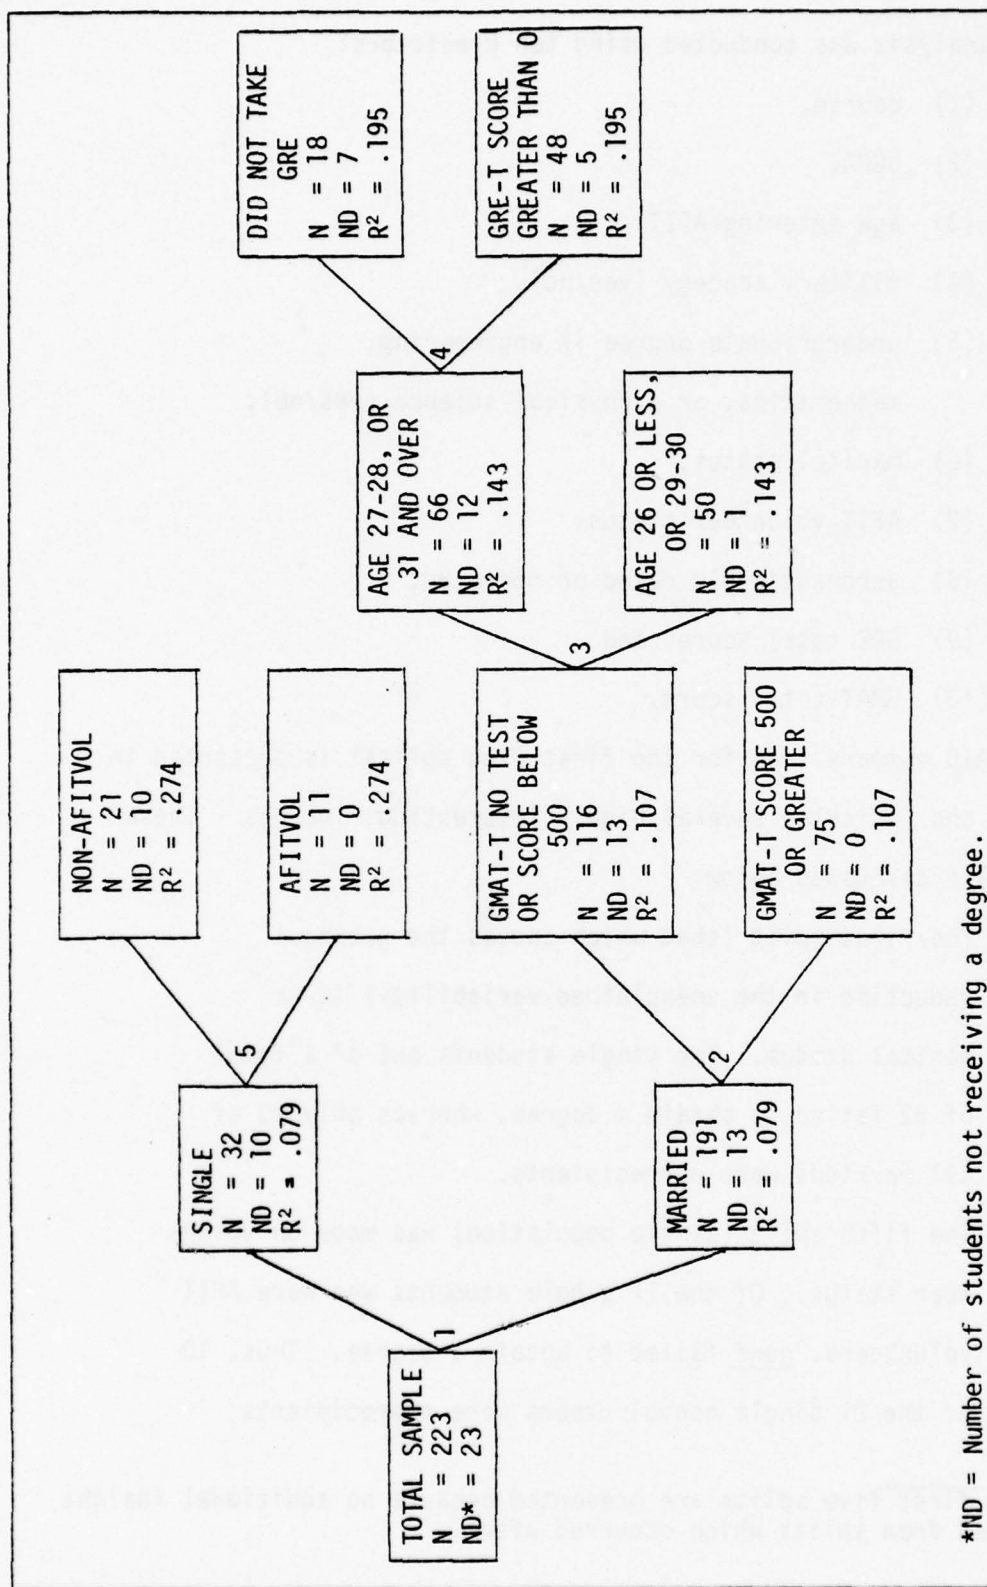 TOTAL SAMPLE
N = 223
ND* = 23
1
SINGLE
N = 32
ND = 10
R² = .079
MARRIED
N = 191
ND = 13
R² = .079
5
2
NON-AFITVOL
N = 21
ND = 10
R² = .274
AFITVOL
N = 11
ND = 0
R² = .274
GMAT-T NO TEST
OR SCORE BELOW
500
N = 116
ND = 13
R² = .107
GMAT-T SCORE 500
OR GREATER
N = 75
ND = 0
R² = .107
3
AGE 27-28, OR
31 AND OVER
N = 66
ND = 12
R² = .143
AGE 26 OR LESS,
OR 29-30
N = 50
ND = 1
R² = .143
4
DID NOT TAKE
GRE
N = 18
ND = 7
R² = .195
GRE-T SCORE
GREATER THAN 0
N = 48
ND = 5
R² = .195
*ND = Number of students not receiving a degree.